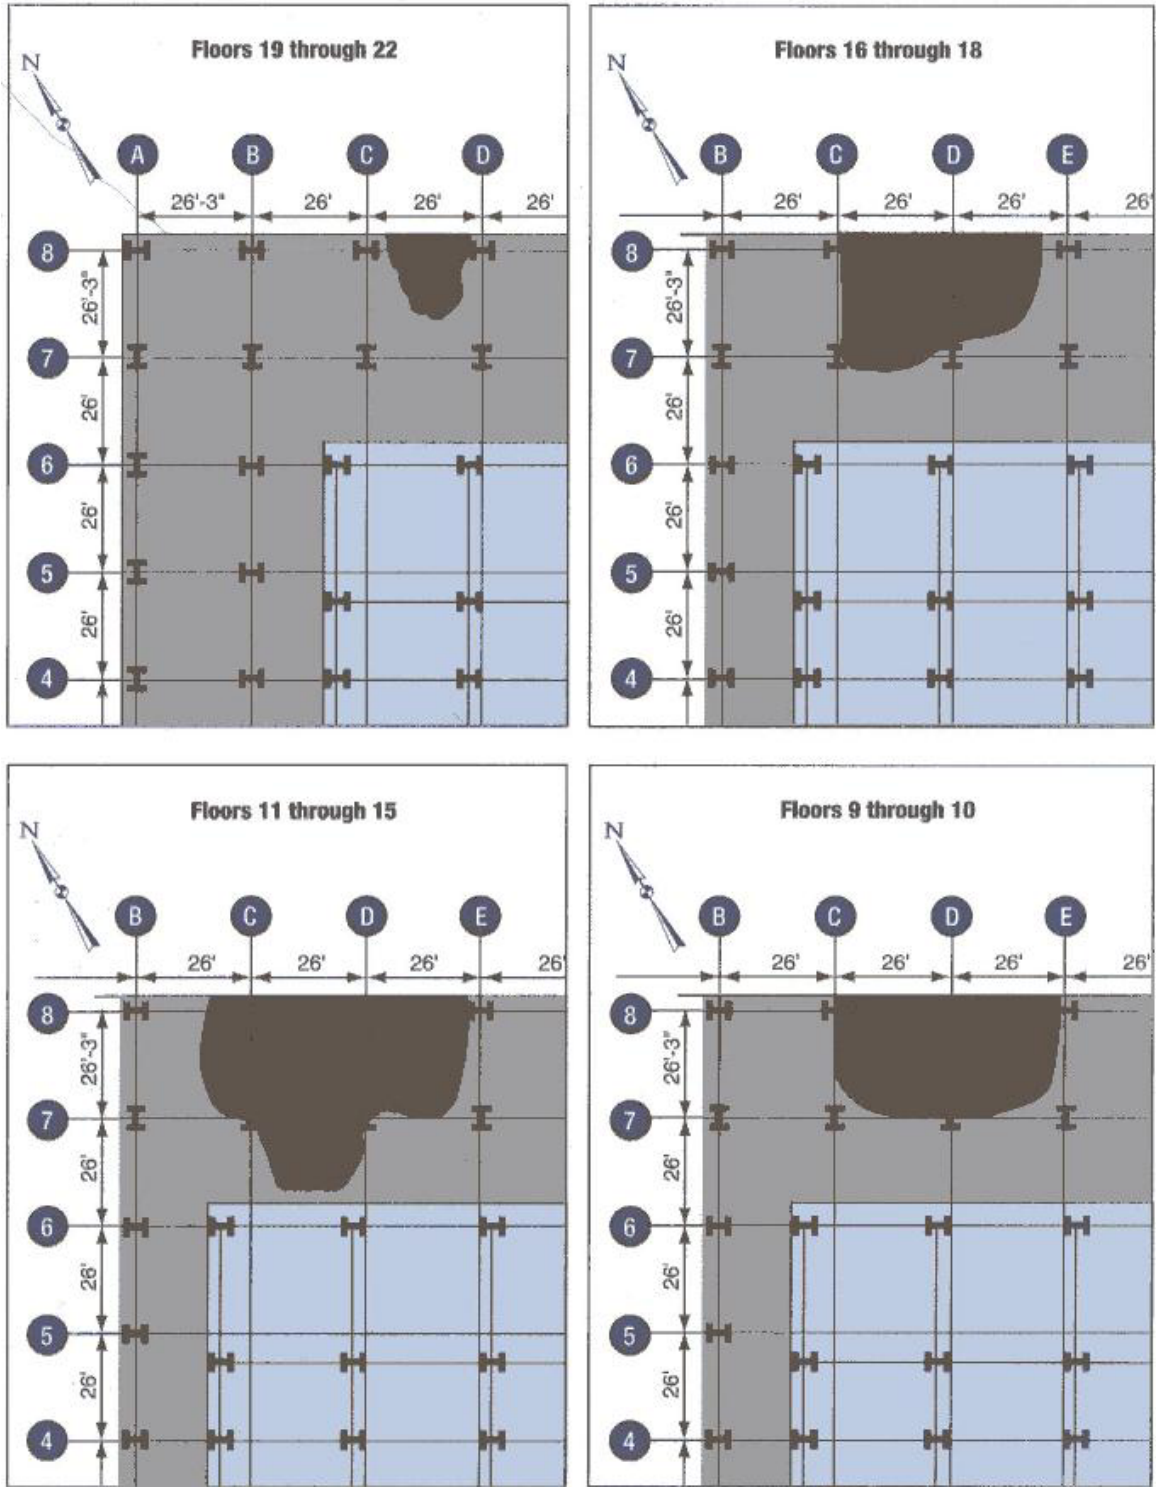 Floors 19 through 22
N
A B C D
26'-3" 26' 26' 26'
8
26'-3"
7
26'
6
26'
5
26'
4
Floors 16 through 18
N
B C D E
26' 26' 26' 26'
8
26'-3"
7
26'
6
26'
5
26'
4
Floors 11 through 15
N
B C D E
26' 26' 26' 26'
8
26'-3"
7
26'
6
26'
5
26'
4
Floors 9 through 10
N
B C D E
26' 26' 26' 26'
8
26'-3"
7
26'
6
26'
5
26'
4